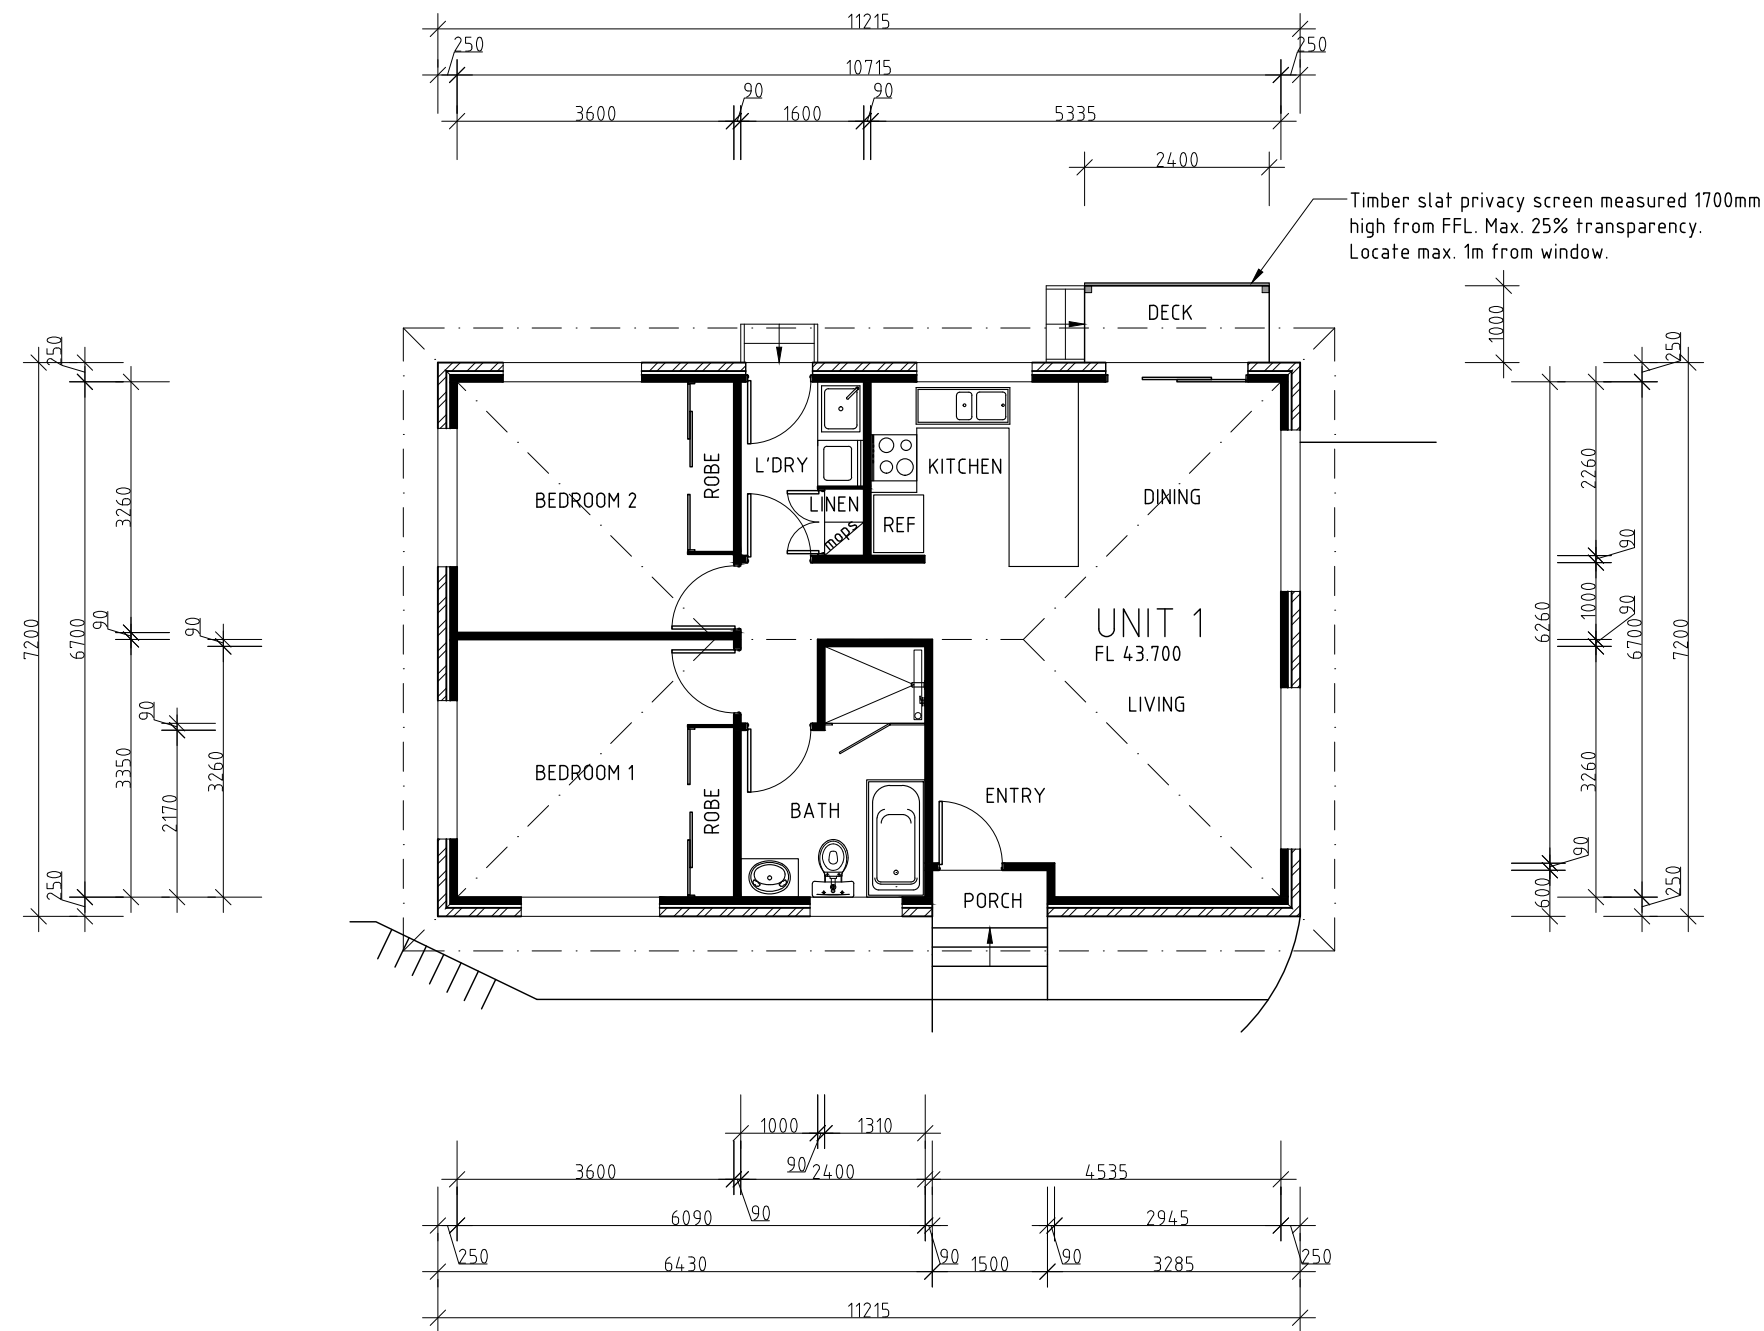 11215
250
250
10715
90
90
3600
1600
5335
2400
Timber slat privacy screen measured 1700mm
high from FFL. Max. 25% transparency.
Locate max. 1m from window.
DECK
1000
250
250
7200
6700
3260
90
90
3350
90
2170
3260
250
BEDROOM 2
ROBE
L'DRY
LINEN
mops
KITCHEN
REF
DINING
UNIT 1
FL 43.700
LIVING
BEDROOM 1
ROBE
BATH
ENTRY
PORCH
2260
90
1000
90
6260
6700
7200
3260
90
600
250
1000
1310
90
3600
2400
4535
90
6090
2945
250
90
90
250
6430
1500
3285
11215